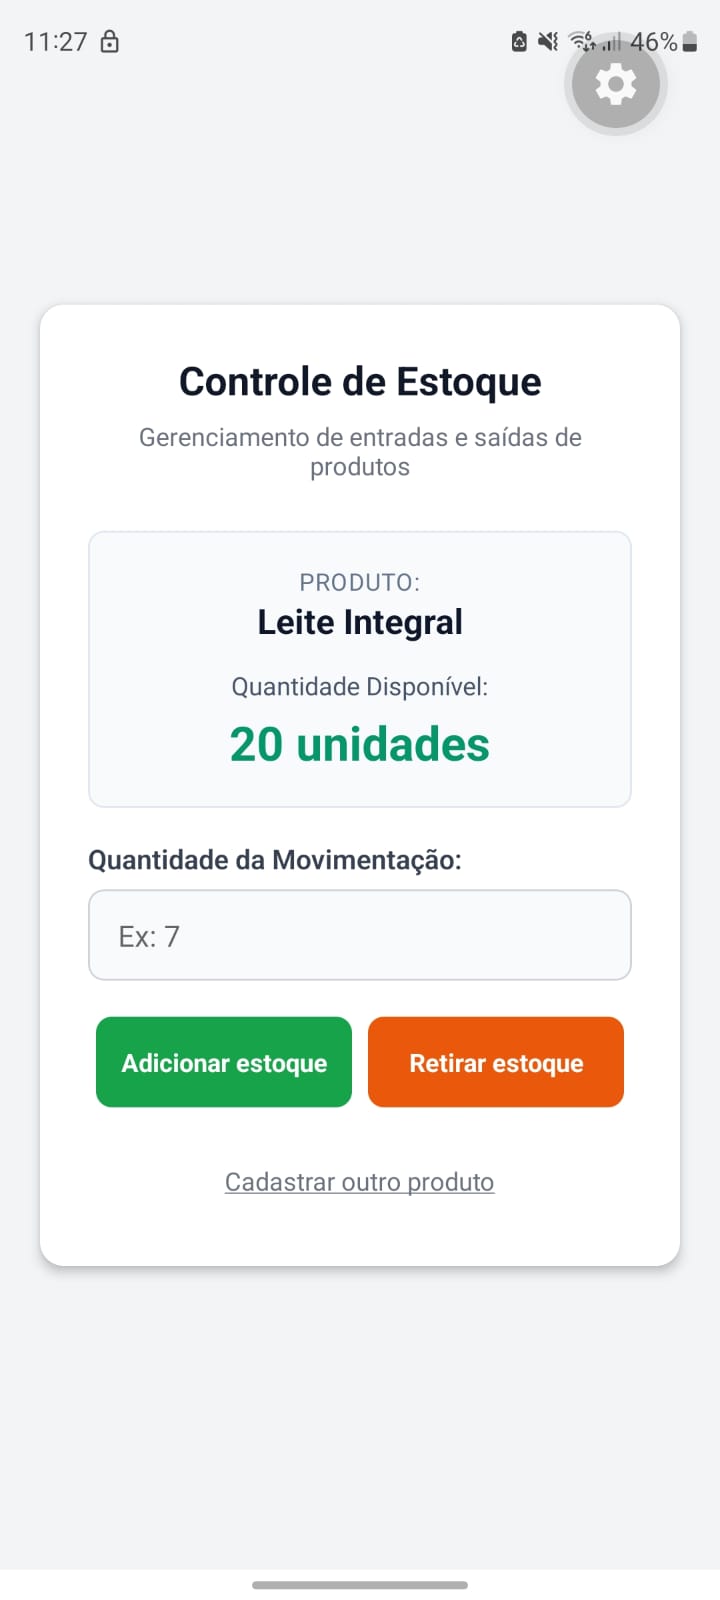 11:27
46%
Controle de Estoque
Gerenciamento de entradas e saídas de
produtos
PRODUTO:
Leite Integral
Quantidade Disponível:
20 unidades
Quantidade da Movimentação:
Ex: 7
Adicionar estoque
Retirar estoque
Cadastrar outro produto